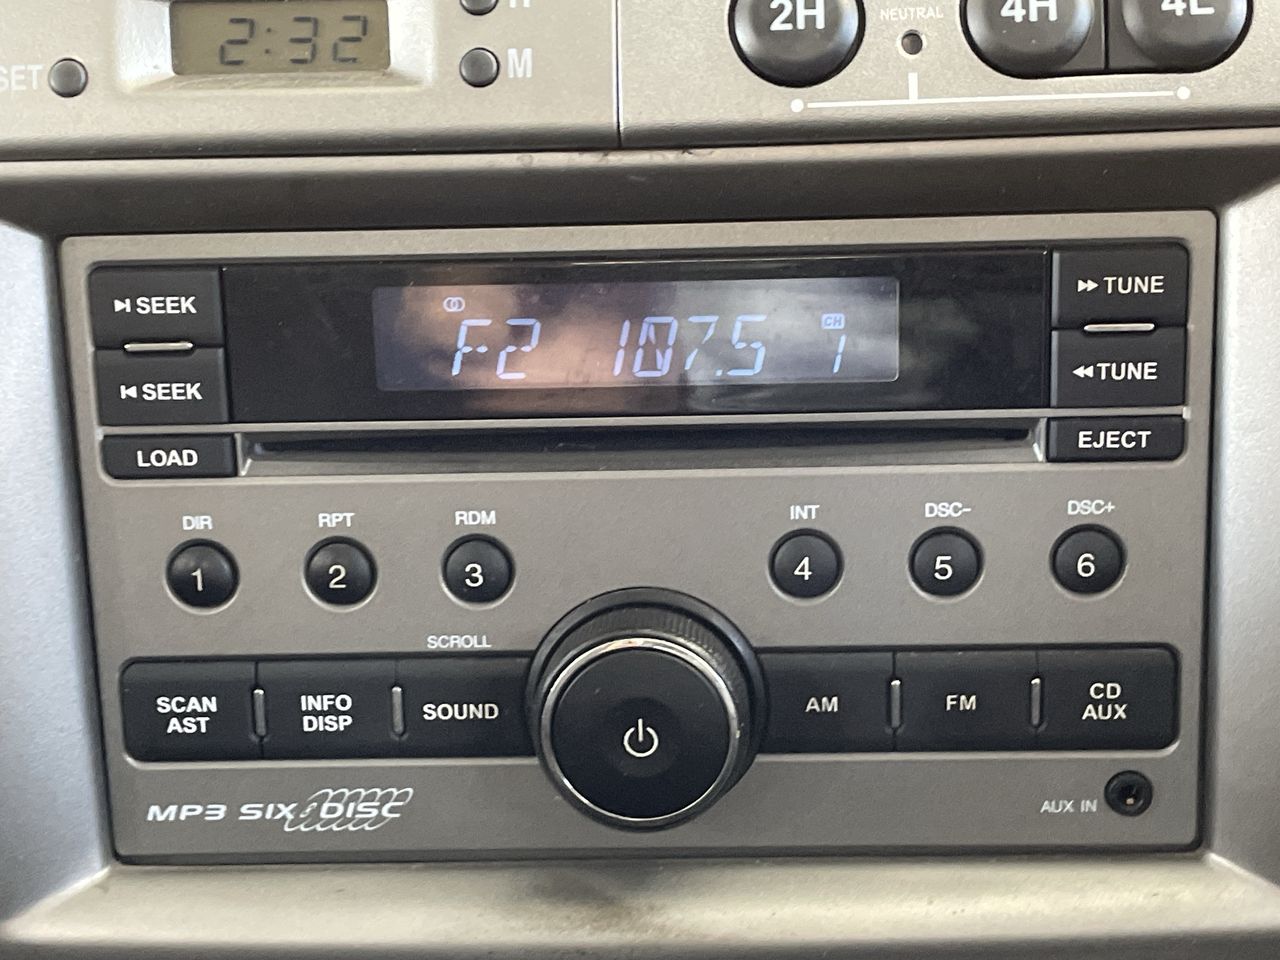 2:32
SET
M
2H
NEUTRAL
4H
4L
SEEK
SEEK
LOAD
F2 107.5 CH 1
TUNE
TUNE
EJECT
DIR
RPT
RDM
INT
DSC-
DSC+
1
2
3
4
5
6
SCROLL
SCAN
AST
INFO
DISP
SOUND
AM
FM
CD
AUX
MP3 SIX DISC
AUX IN